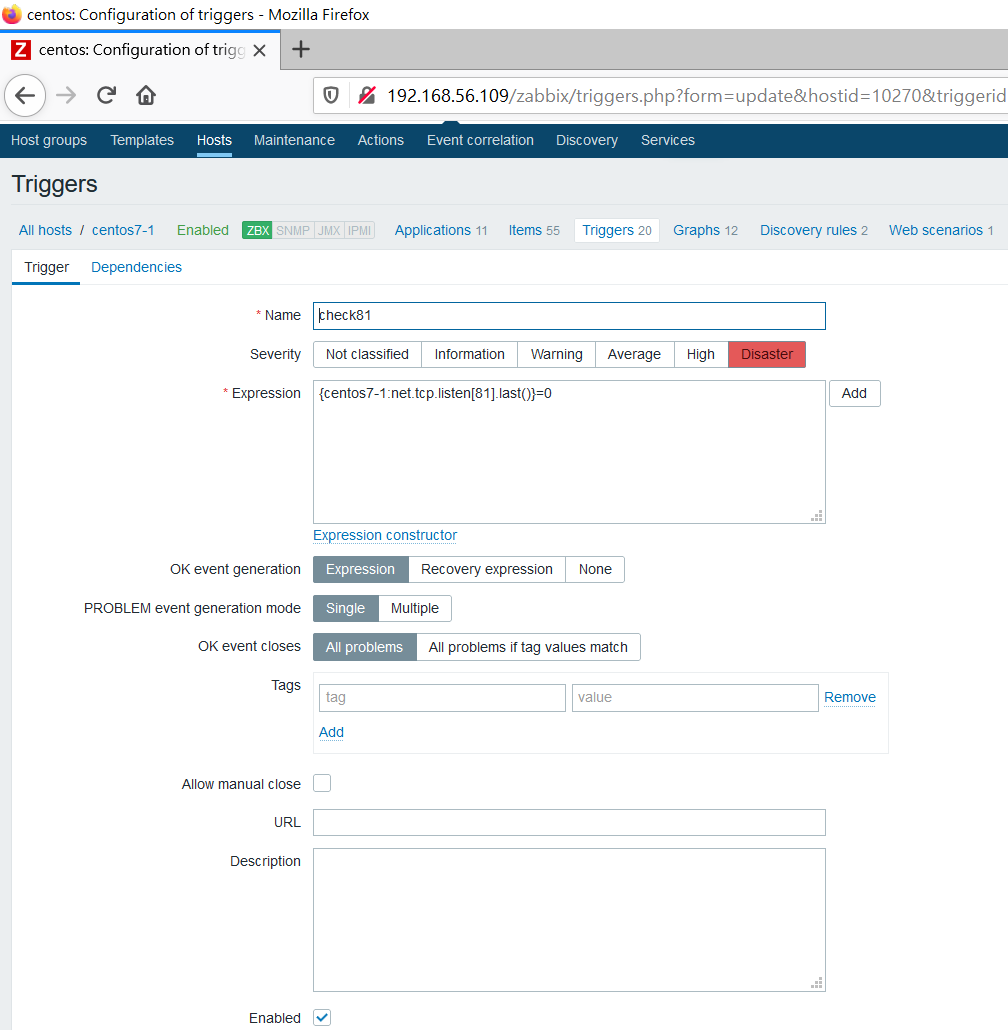 centos: Configuration of triggers - Mozilla Firefox
Z centos: Configuration of trigg
192.168.56.109/zabbix/triggers.php?form=update&hostid=10270&triggerid
Host groups Templates Hosts Maintenance Actions Event correlation Discovery Services
Triggers
All hosts / centos7-1 Enabled ZBX SNMP JMX IPMI Applications 11 Items 55 Triggers 20 Graphs 12 Discovery rules 2 Web scenarios 1
Trigger Dependencies
* Name check81
Severity Not classified Information Warning Average High Disaster
* Expression {centos7-1:net.tcp.listen[81].last()}=0 Add
Expression constructor
OK event generation Expression Recovery expression None
PROBLEM event generation mode Single Multiple
OK event closes All problems All problems if tag values match
Tags
tag value Remove
Add
Allow manual close
URL
Description
Enabled